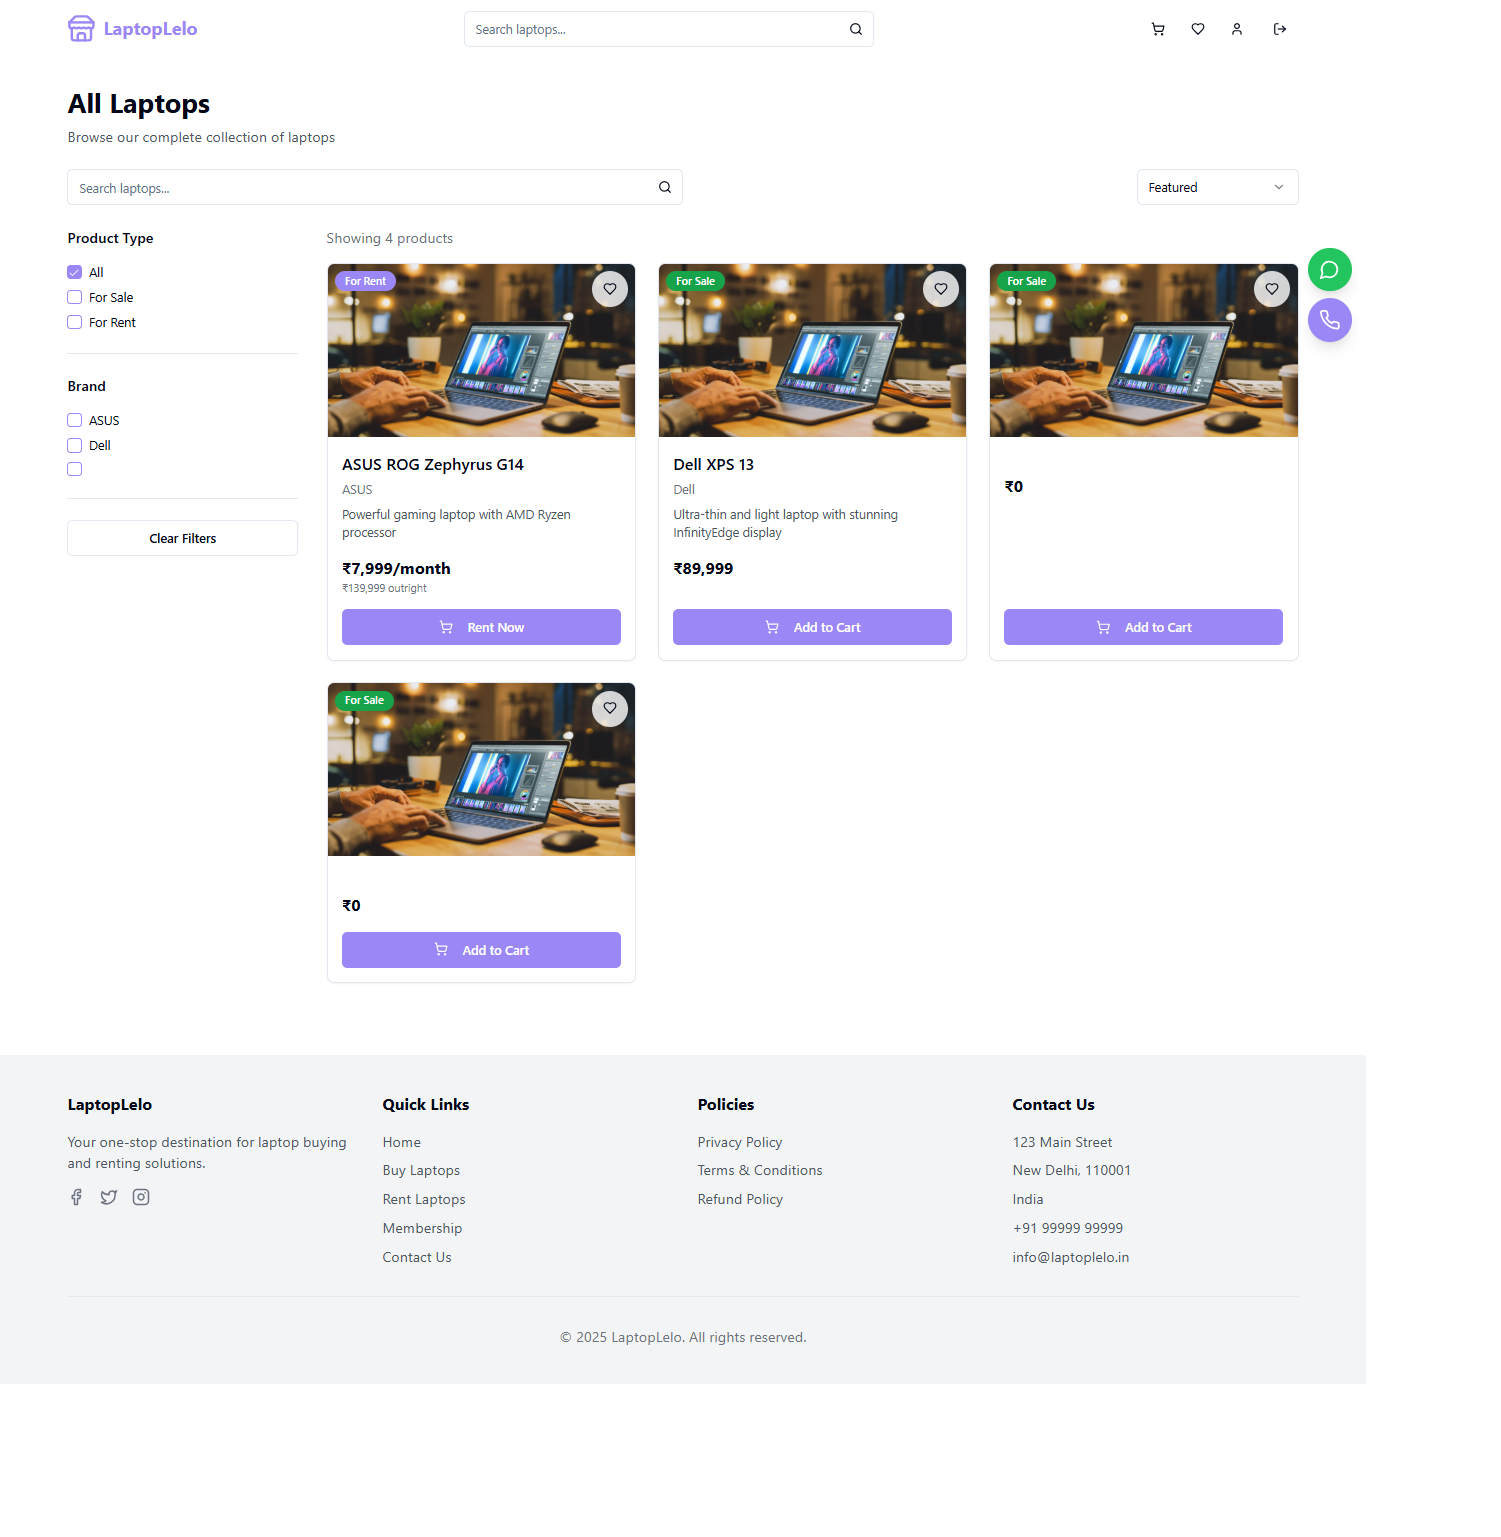 LaptopLelo
Search laptops...
All Laptops
Browse our complete collection of laptops
Search laptops...
Featured
Product Type
All
For Sale
For Rent
Brand
ASUS
Dell
Clear Filters
Showing 4 products
For Rent
ASUS ROG Zephyrus G14
ASUS
Powerful gaming laptop with AMD Ryzen
processor
₹7,999/month
₹139,999 outright
Rent Now
For Sale
Dell XPS 13
Dell
Ultra-thin and light laptop with stunning
InfinityEdge display
₹89,999
Add to Cart
For Sale
₹0
Add to Cart
For Sale
₹0
Add to Cart
LaptopLelo
Your one-stop destination for laptop buying
and renting solutions.
Quick Links
Home
Buy Laptops
Rent Laptops
Membership
Contact Us
Policies
Privacy Policy
Terms & Conditions
Refund Policy
Contact Us
123 Main Street
New Delhi, 110001
India
+91 99999 99999
info@laptoplelo.in
© 2025 LaptopLelo. All rights reserved.